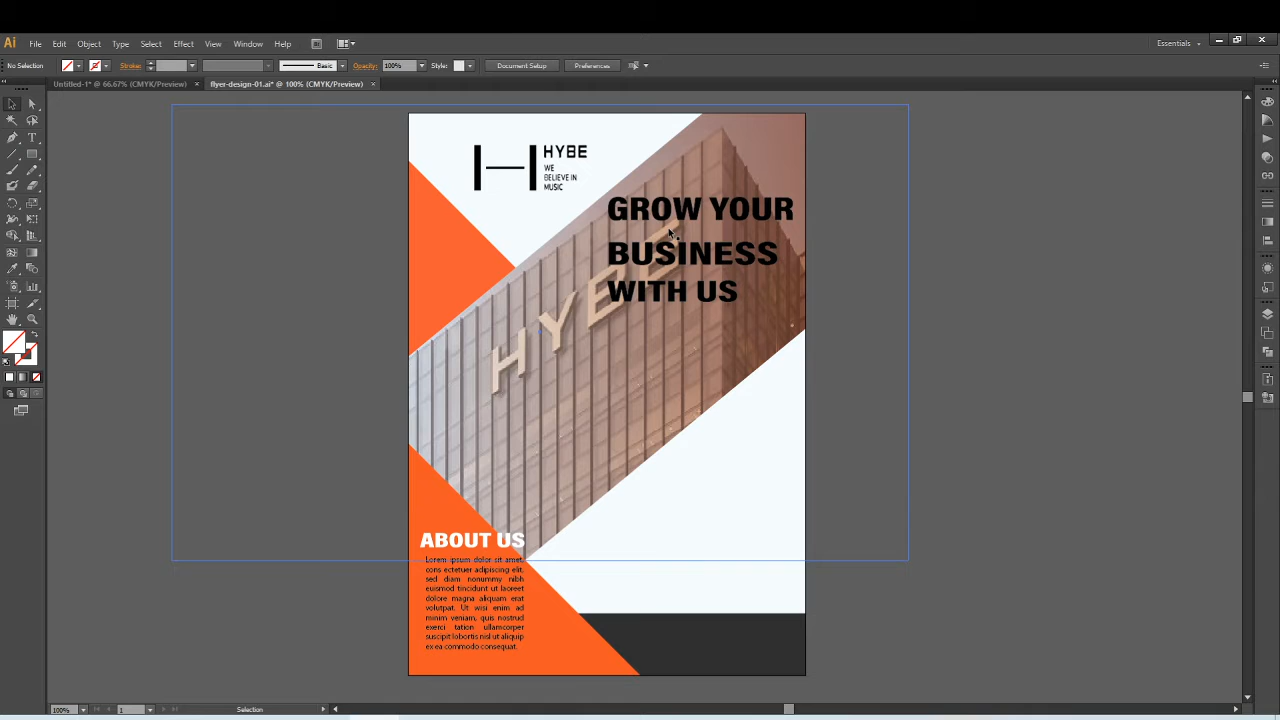 Ai File Edit Object Type Select Effect View Window Help Essentials
No Selection Stroke: Basic Opacity: 100% Style: Document Setup Preferences
Untitled-1* @ 66.67% (CMYK/Preview) × flyer-design-01.ai* @ 100% (CMYK/Preview) ×
HYBE
WE
BELIEVE IN
MUSIC
GROW YOUR
BUSINESS
WITH US
HYBE
ABOUT US
Lorem ipsum dolor sit amet,
cons ectetuer adipiscing elit,
sed diam nonummy nibh
euismod tincidunt ut laoreet
dolore magna aliquam erat
volutpat. Ut wisi enim ad
minim veniam, quis nostrud
exerci tation ullamcorper
suscipit lobortis nisl ut aliquip
ex ea commodo consequat.
100% 1 Selection